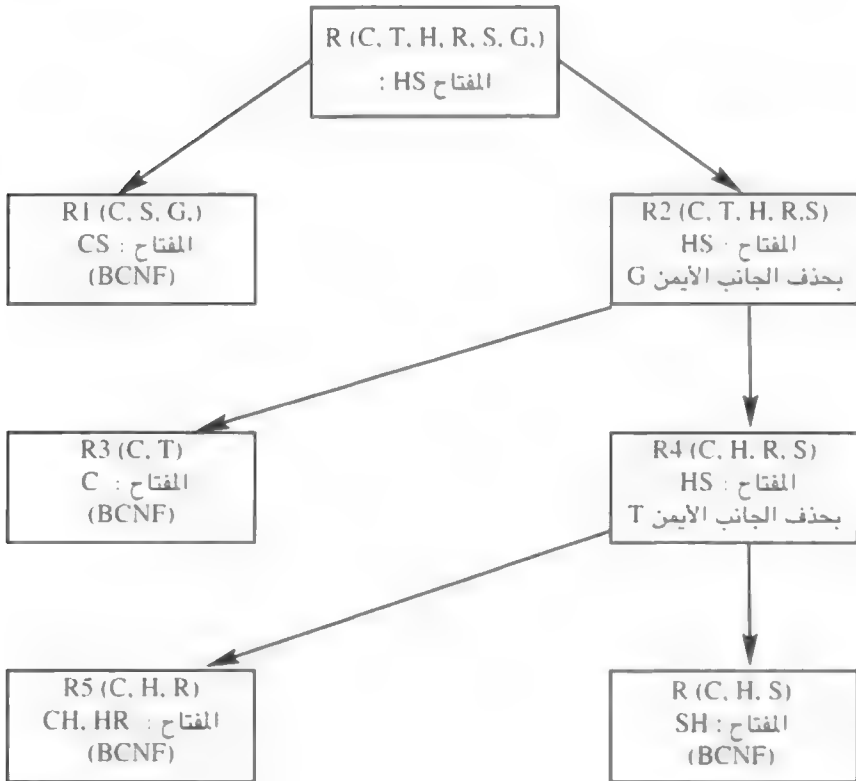 R (C, T, H, R, S, G,)
المفتاح HS :
R1 (C, S, G,)
المفتاح : CS
(BCNF)
R2 (C, T, H, R,S)
المفتاح : HS
بحذف الجانب الأيمن G
R3 (C, T)
المفتاح : C
(BCNF)
R4 (C, H, R, S)
المفتاح : HS
بحذف الجانب الأيمن T
R5 (C, H, R)
المفتاح : CH, HR
(BCNF)
R (C, H, S)
المفتاح : SH
(BCNF)